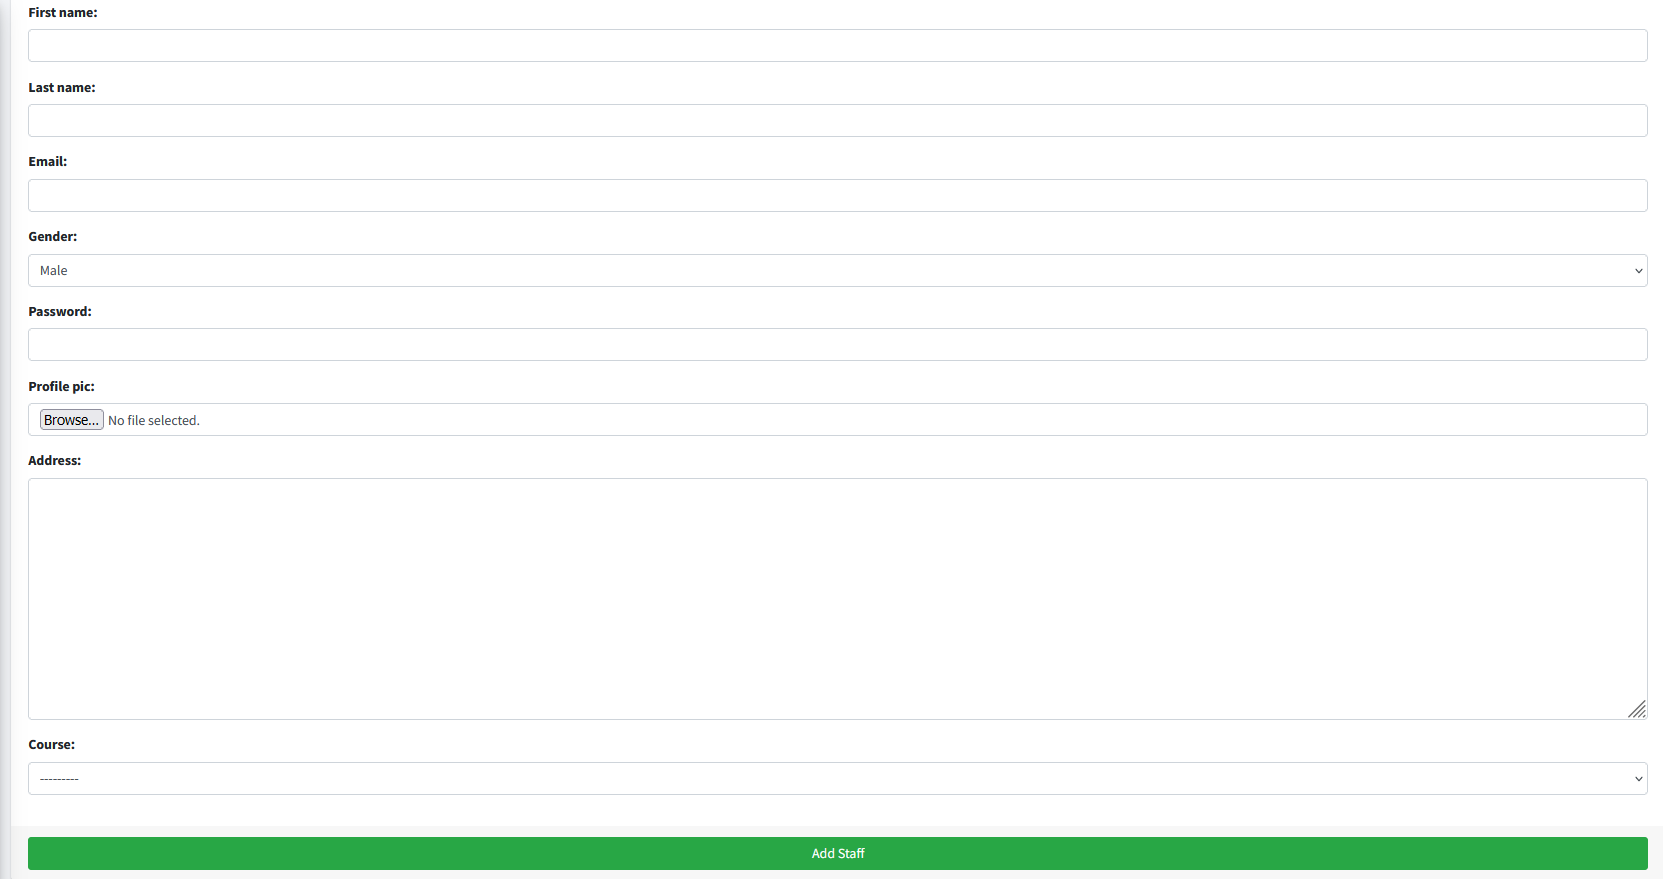 First name:
Last name:
Email:
Gender:
Male
Password:
Profile pic:
Browse... No file selected.
Address:
Course:
---------
Add Staff